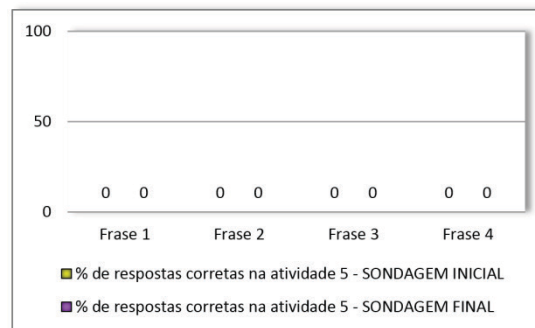 100
50
0 0 0 0 0 0 0 0
0
Frase 1 Frase 2 Frase 3 Frase 4
% de respostas corretas na atividade 5 - SONDAGEM INICIAL
% de respostas corretas na atividade 5 - SONDAGEM FINAL